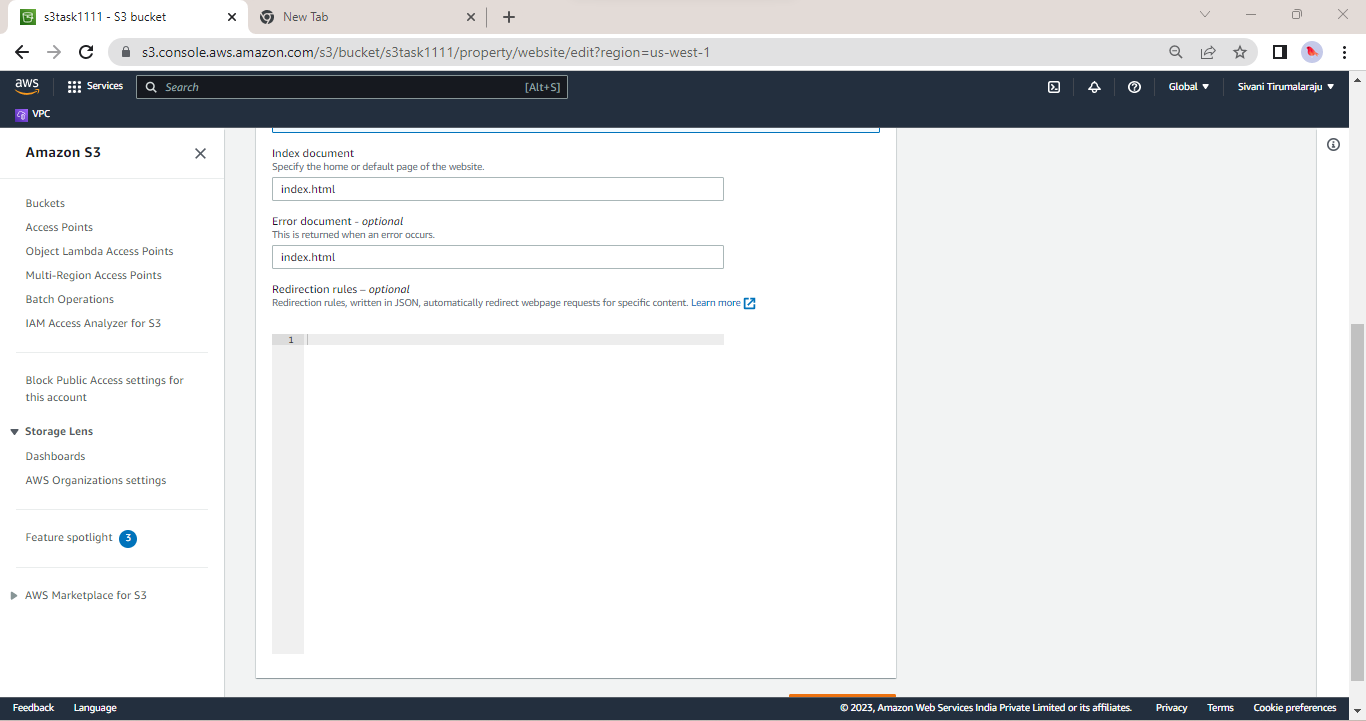 s3task1111 - S3 bucket
New Tab
s3.console.aws.amazon.com/s3/bucket/s3task1111/property/website/edit?region=us-west-1
aws
Services
Search
[Alt+S]
Global
Sivani Tirumalaraju
VPC
Amazon S3
Buckets
Access Points
Object Lambda Access Points
Multi-Region Access Points
Batch Operations
IAM Access Analyzer for S3
Block Public Access settings for
this account
Storage Lens
Dashboards
AWS Organizations settings
Feature spotlight 3
AWS Marketplace for S3
Index document
Specify the home or default page of the website.
index.html
Error document - optional
This is returned when an error occurs.
index.html
Redirection rules – optional
Redirection rules, written in JSON, automatically redirect webpage requests for specific content. Learn more
1
Feedback
Language
© 2023, Amazon Web Services India Private Limited or its affiliates.
Privacy
Terms
Cookie preferences